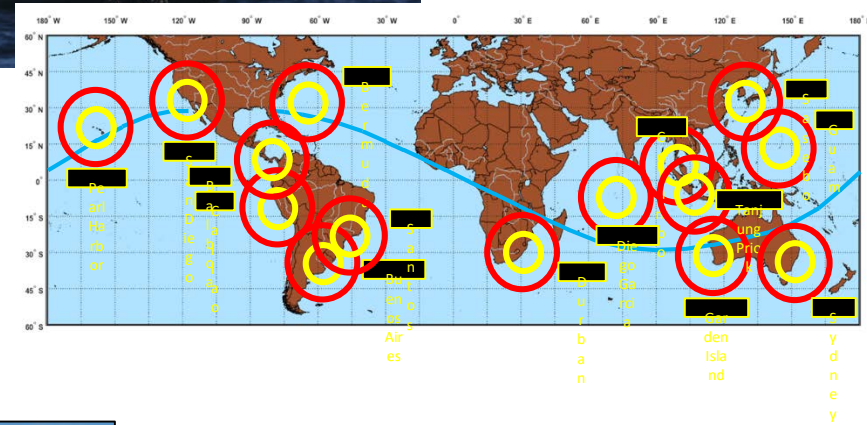 180° W 150° W 120° W 90° W 60° W 30° W 0° 30° E 60° E 90° E 120° E 150° E 180° E
60° N
45° N
30° N
15° N
0°
15° S
30° S
45° S
60° S
Pearl Harbor
San Diego
Bermuda
Santos
Buenos Aires
Durban
Diego Garcia
Tanjung Priok
Garden Island
Sasebo
Guam
Sydney